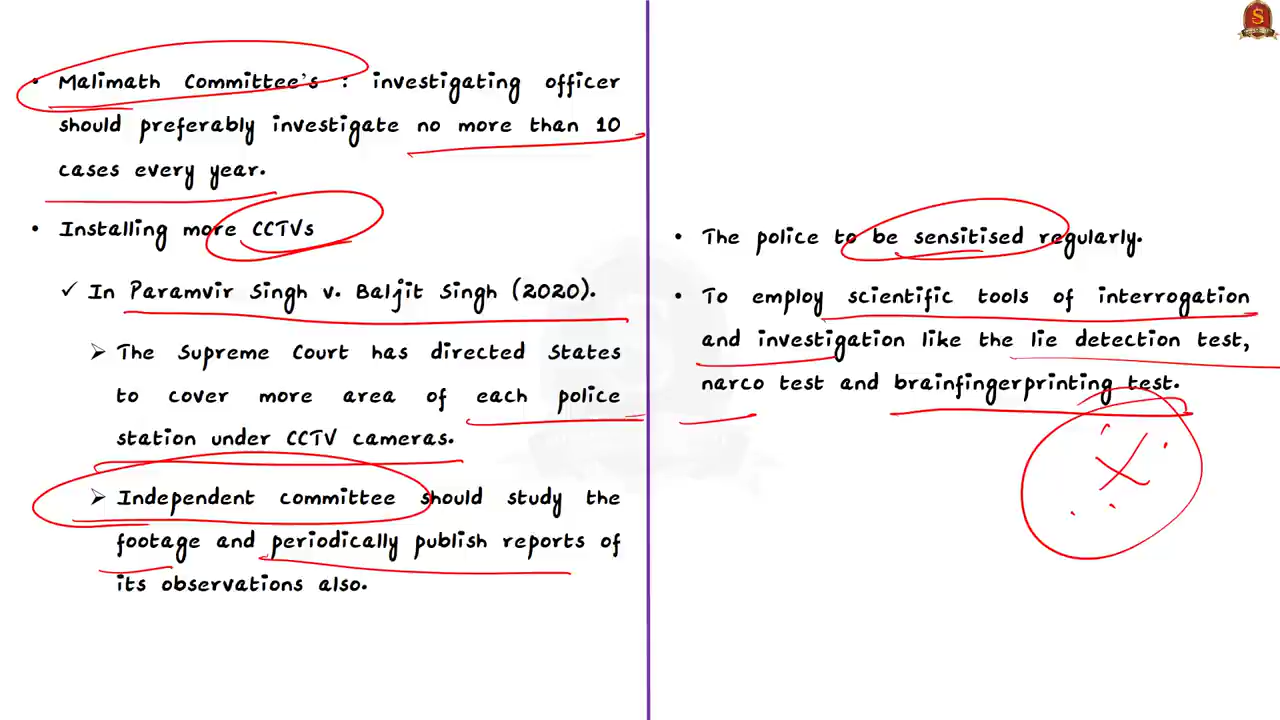 • Malimath Committee's : investigating officer
should preferably investigate no more than 10
cases every year.
• Installing more CCTVs
✓ In Paramvir Singh v. Baljit Singh (2020).
➢ The Supreme Court has directed States
to cover more area of each police
station under CCTV cameras.
➢ Independent committee should study the
footage and periodically publish reports of
its observations also.
• The police to be sensitised regularly.
• To employ scientific tools of interrogation
and investigation like the lie detection test,
narco test and brainfingerprinting test.